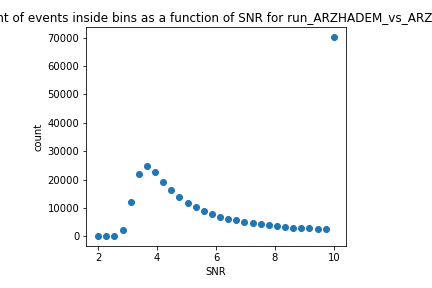 of events inside bins as a function of SNR for run_ARZHADEM_vs_ARZ
70000
60000
50000
40000
30000
20000
10000
0
count
2 4 6 8 10
SNR